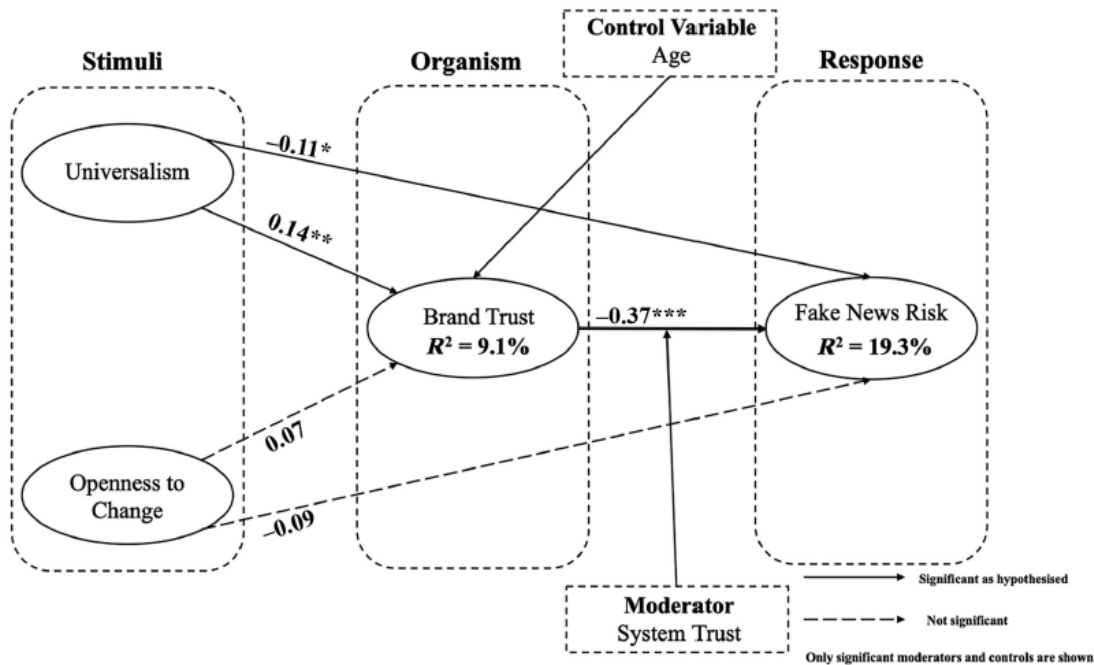 Control Variable
Age
Stimuli
Organism
Response
Universalism
–0.11*
0.14**
Brand Trust
R² = 9.1%
–0.37***
Fake News Risk
R² = 19.3%
Openness to
Change
0.07
–0.09
Moderator
System Trust
Significant as hypothesised
Not significant
Only significant moderators and controls are shown